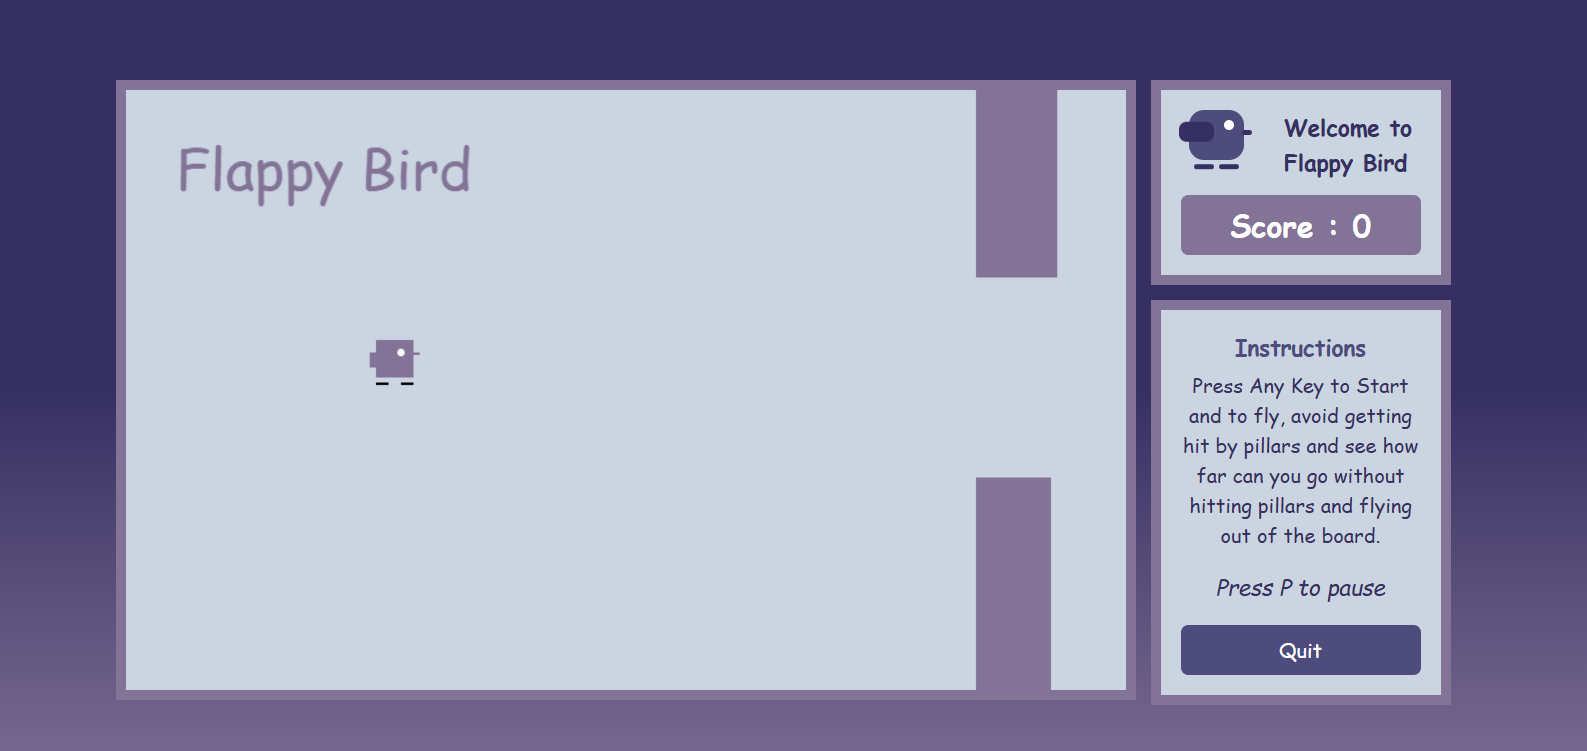 Flappy Bird
Welcome to
Flappy Bird
Score : 0
Instructions
Press Any Key to Start
and to fly, avoid getting
hit by pillars and see how
far can you go without
hitting pillars and flying
out of the board.
Press P to pause
Quit